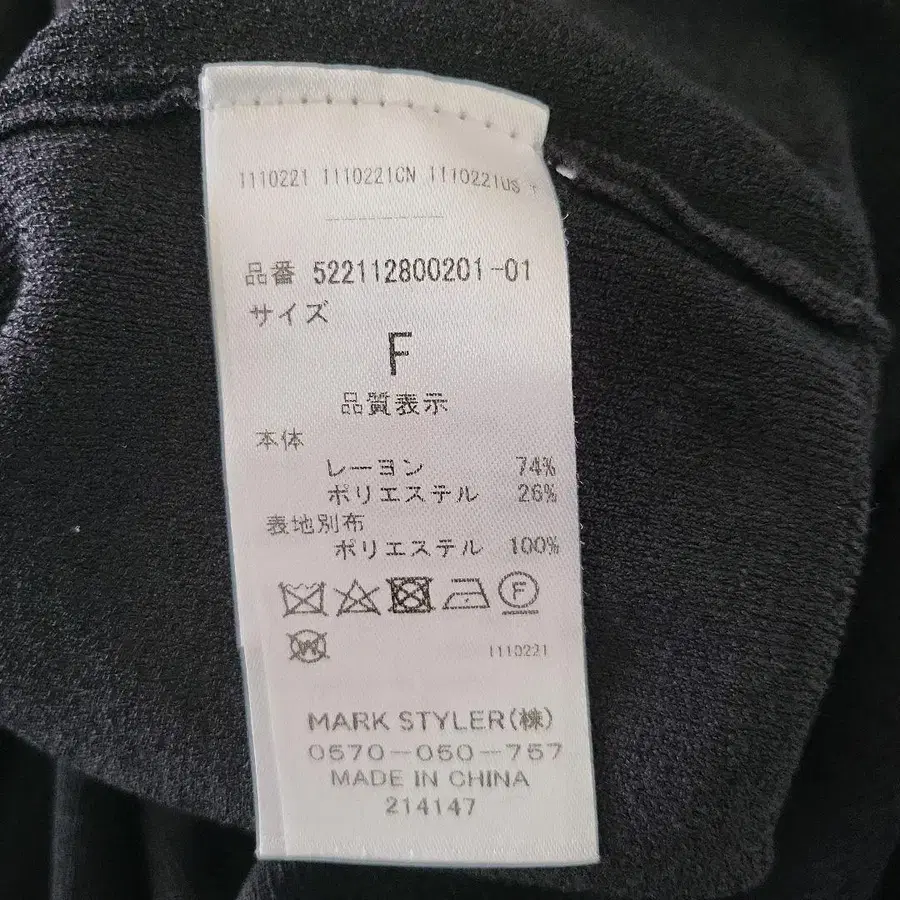 1110221 1110221CN 1110221US
品番 522112800201-01
サイズ
F
品質表示
本体
レーヨン 74%
ポリエステル 26%
表地別布
ポリエステル 100%
F
W
1110221
MARK STYLER(株)
0570-050-757
MADE IN CHINA
214147